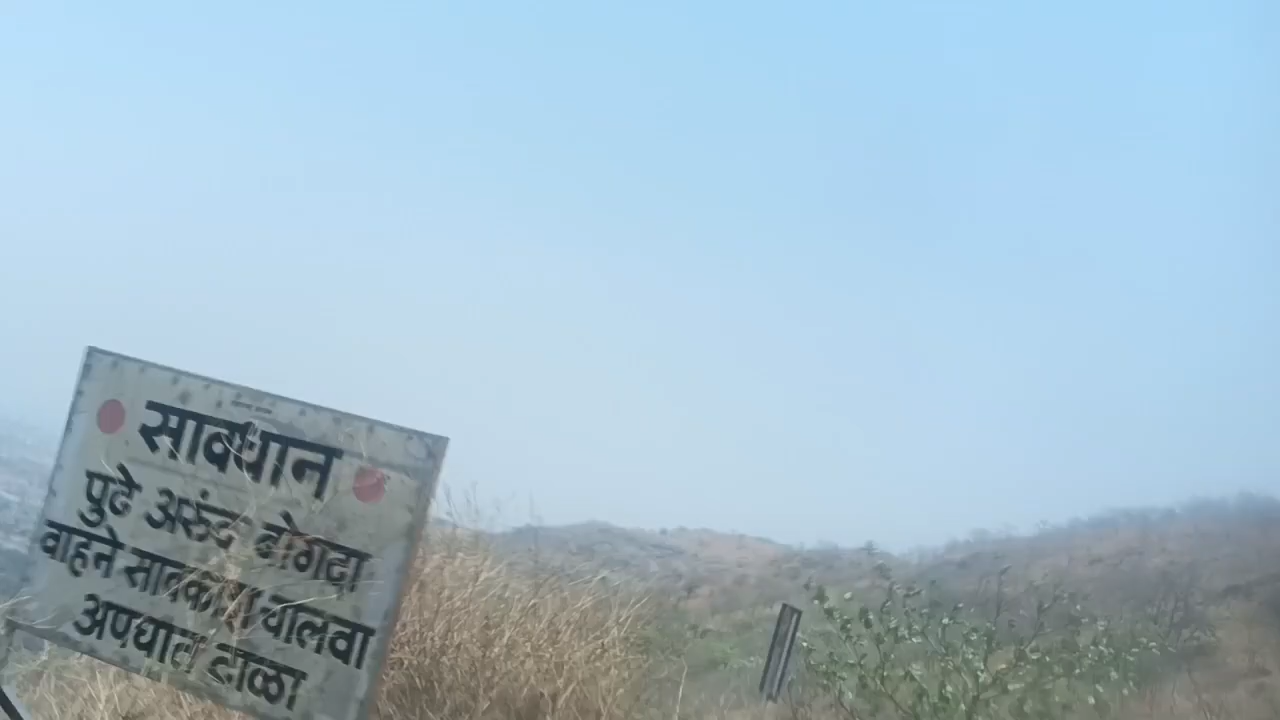 सावधान
पुढे अरुंद बोगदा
वाहने सावकाश चालवा
अपघात टाळा